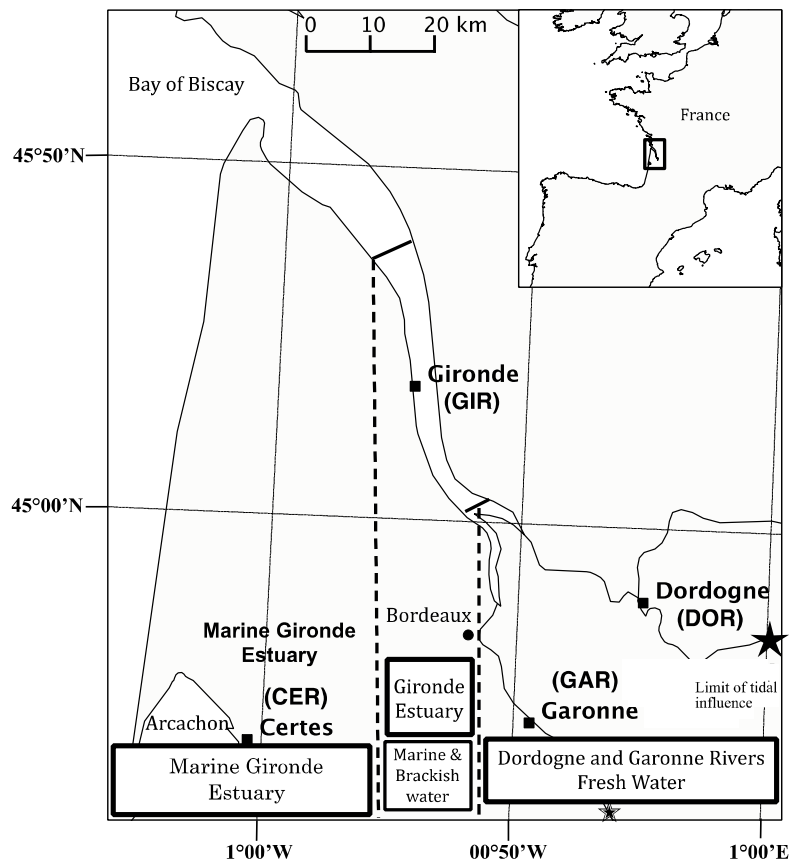 0 10 20 km
Bay of Biscay
France
45°50'N
Gironde
(GIR)
45°00'N
Dordogne
(DOR)
Bordeaux
Marine Gironde
Estuary
(CER)
Certes
Arcachon
Gironde
Estuary
(GAR)
Garonne
Limit of tidal
influence
Marine Gironde
Estuary
Marine &
Brackish
water
Dordogne and Garonne Rivers
Fresh Water
1°00'W
00°50'W
1°00'E